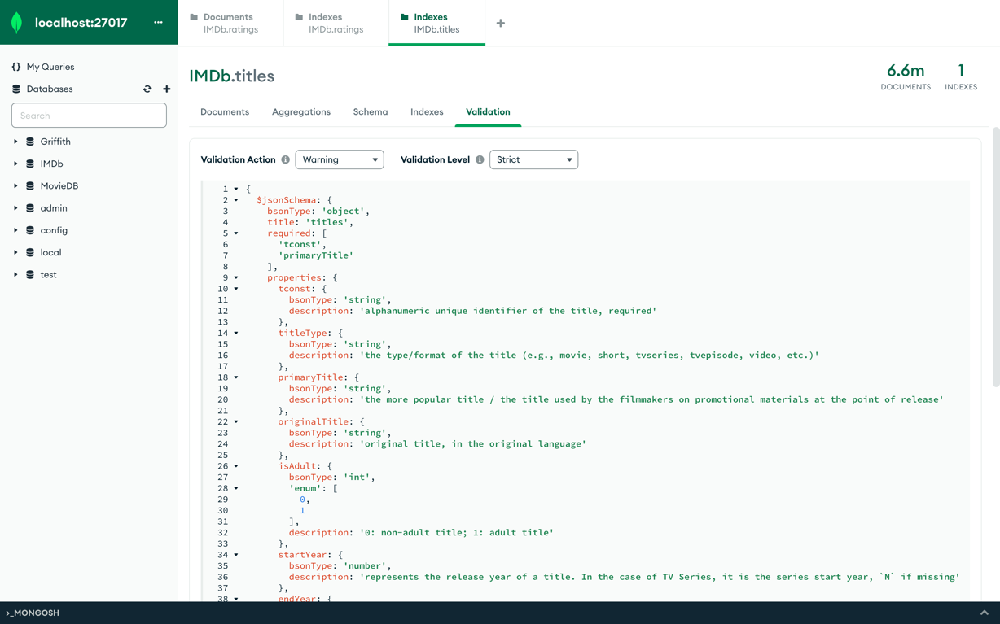 localhost:27017 ...
Documents
IMDb.ratings
Indexes
IMDb.ratings
Indexes
IMDb.titles
+
{} My Queries
Databases
Search
Griffith
IMDb
MovieDB
admin
config
local
test
IMDb.titles
6.6m
DOCUMENTS
1
INDEXES
Documents Aggregations Schema Indexes Validation
Validation Action Warning Validation Level Strict
1 {
2 $jsonSchema: {
3 bsonType: 'object',
4 title: 'titles',
5 required: [
6 'tconst',
7 'primaryTitle'
8 ],
9 properties: {
10 tconst: {
11 bsonType: 'string',
12 description: 'alphanumeric unique identifier of the title, required'
13 },
14 titleType: {
15 bsonType: 'string',
16 description: 'the type/format of the title (e.g., movie, short, tvseries, tvepisode, video, etc.)'
17 },
18 primaryTitle: {
19 bsonType: 'string',
20 description: 'the more popular title / the title used by the filmmakers on promotional materials at the point of release'
21 },
22 originalTitle: {
23 bsonType: 'string',
24 description: 'original title, in the original language'
25 },
26 isAdult: {
27 bsonType: 'int',
28 'enum': [
29 0,
30 1
31 ],
32 description: '0: non-adult title; 1: adult title'
33 },
34 startYear: {
35 bsonType: 'number',
36 description: 'represents the release year of a title. In the case of TV Series, it is the series start year, `N` if missing'
37 },
38 endYear: {
>_MONGOSH